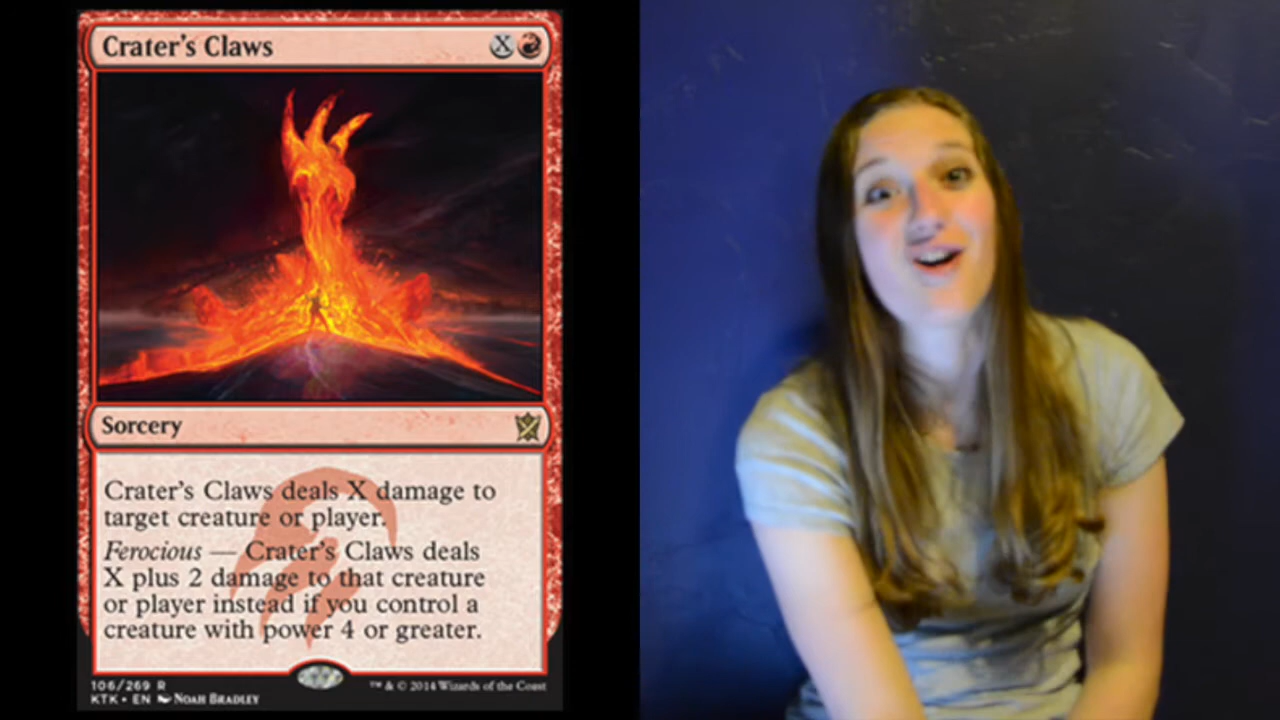 Crater's Claws X
Sorcery
Crater's Claws deals X damage to
target creature or player.
Ferocious — Crater's Claws deals
X plus 2 damage to that creature
or player instead if you control a
creature with power 4 or greater.
106/269 R
KTK • EN Noah Bradley
™ & © 2014 Wizards of the Coast